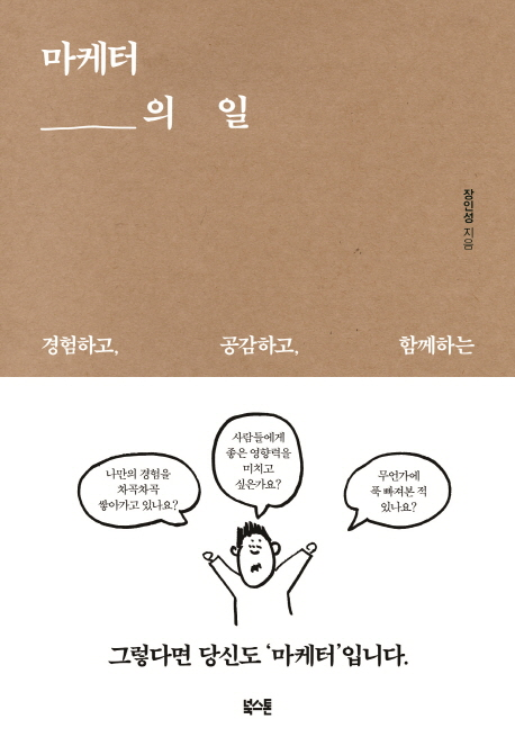 마케터
의 일
장인성 지음
경험하고, 공감하고, 함께하는
나만의 경험을
차곡차곡
쌓아가고 있나요?
사람들에게
좋은 영향력을
미치고
싶은가요?
무언가에
푹 빠져본 적
있나요?
그렇다면 당신도 ‘마케터’입니다.
북스톤